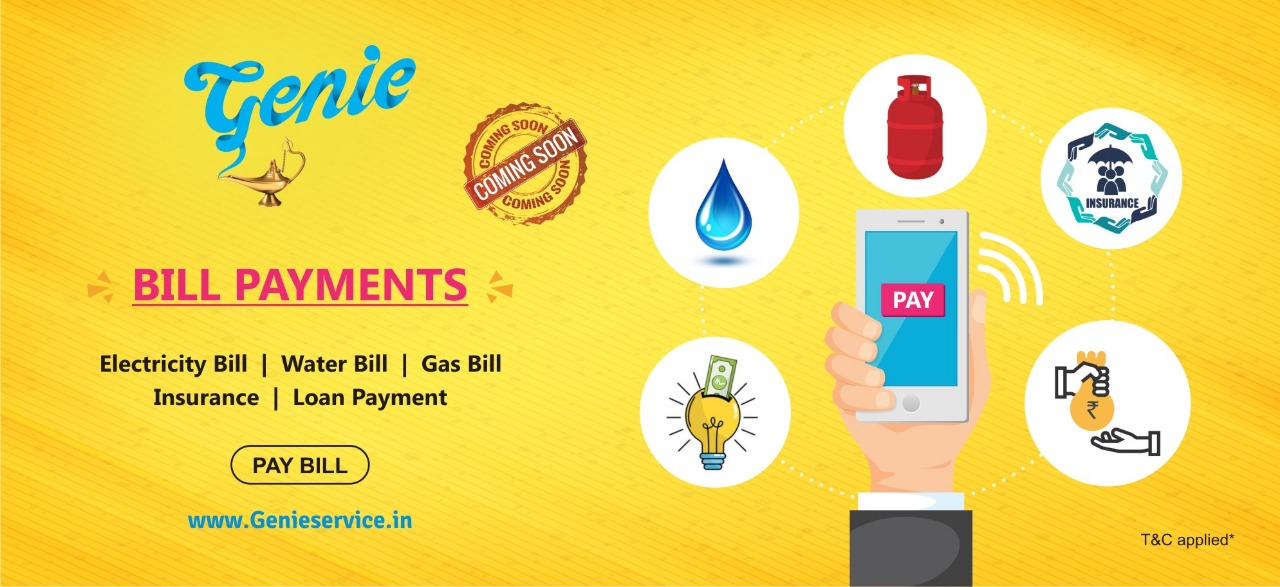 Genie
COMING SOON
COMING SOON
COMING SOON
BILL PAYMENTS
Electricity Bill | Water Bill | Gas Bill
Insurance | Loan Payment
PAY BILL
www.Genieservice.in
INSURANCE
PAY
₹
T&C applied*